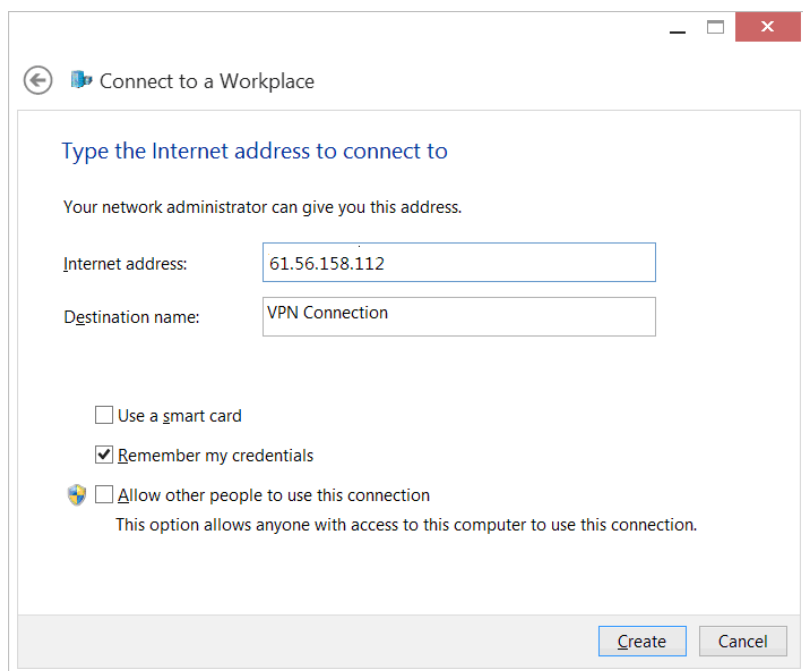 Connect to a Workplace
Type the Internet address to connect to
Your network administrator can give you this address.
Internet address: 61.56.158.112
Destination name: VPN Connection
Use a smart card
Remember my credentials
Allow other people to use this connection
This option allows anyone with access to this computer to use this connection.
Create Cancel